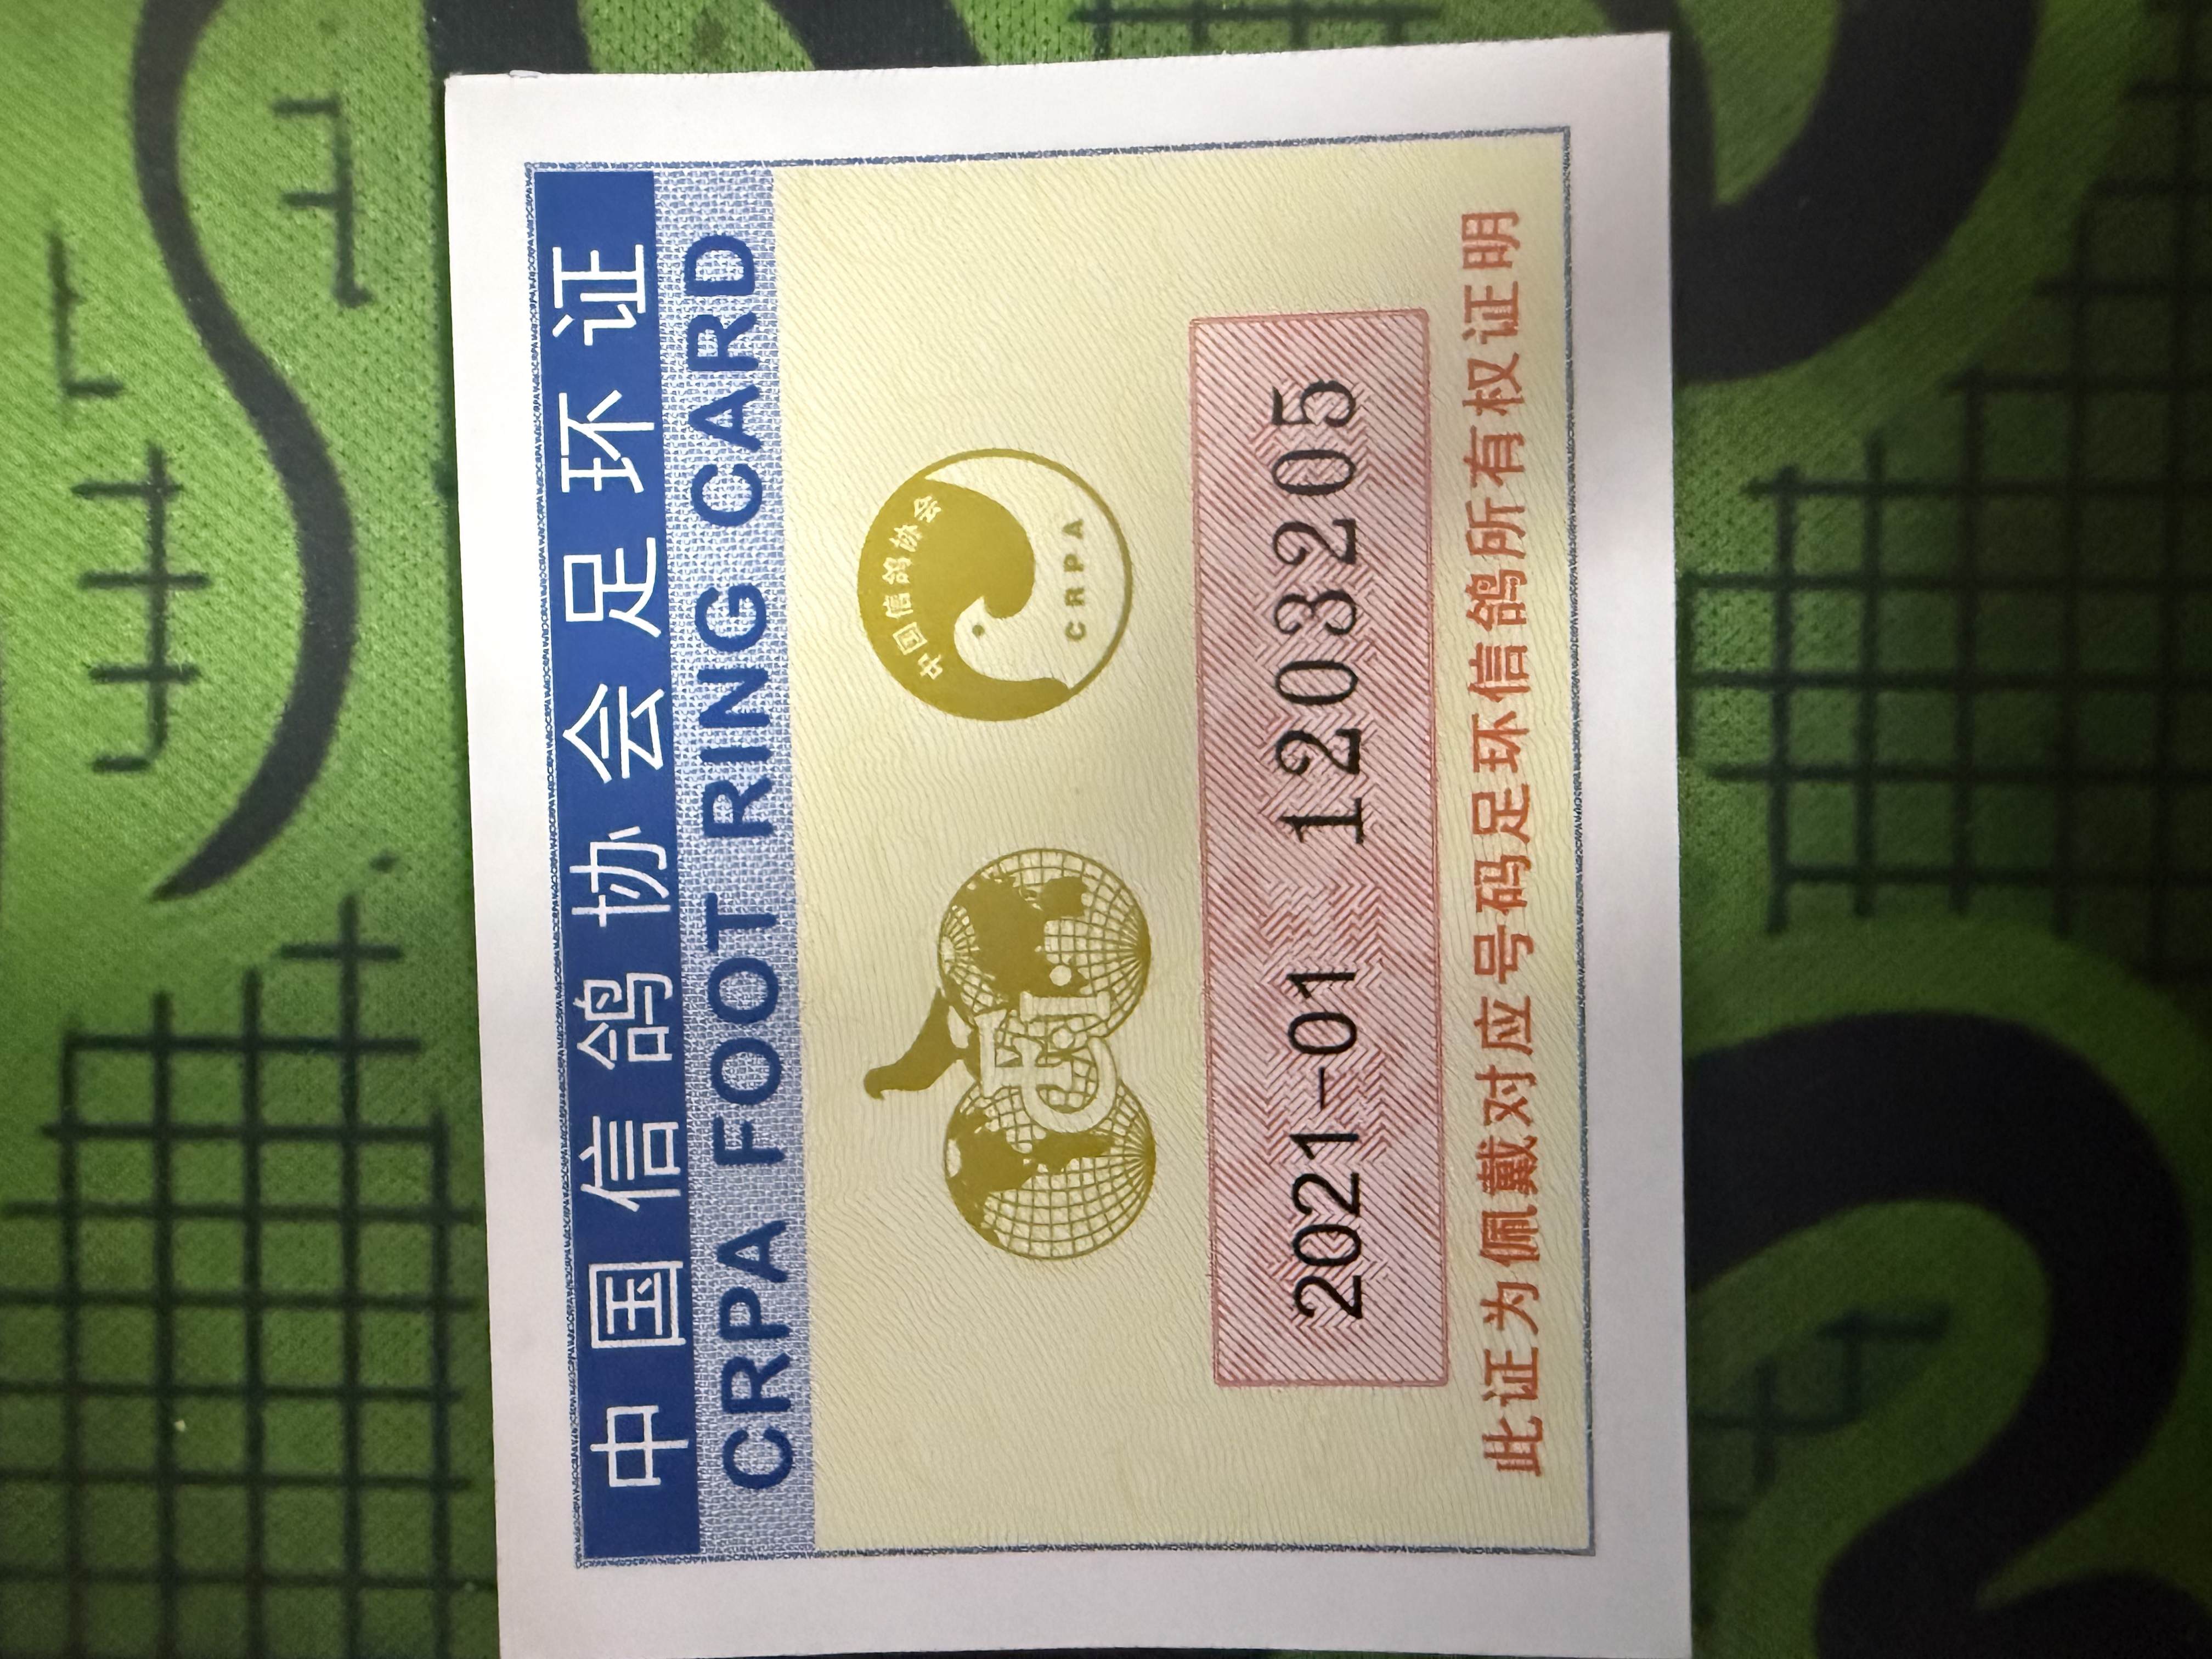 中国信鸽协会足环证
CRPA FOOT RING CARD
FCI
中国信鸽协会
CRPA
2021-01 1203205
此证为佩戴对应号码足环信鸽所有权证明